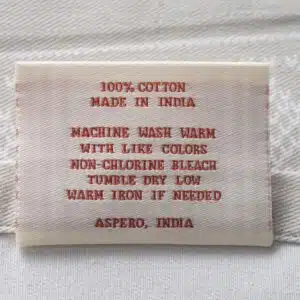 100% COTTON
MADE IN INDIA
MACHINE WASH WARM
WITH LIKE COLORS
NON-CHLORINE BLEACH
TUMBLE DRY LOW
WARM IRON IF NEEDED
ASPERO, INDIA